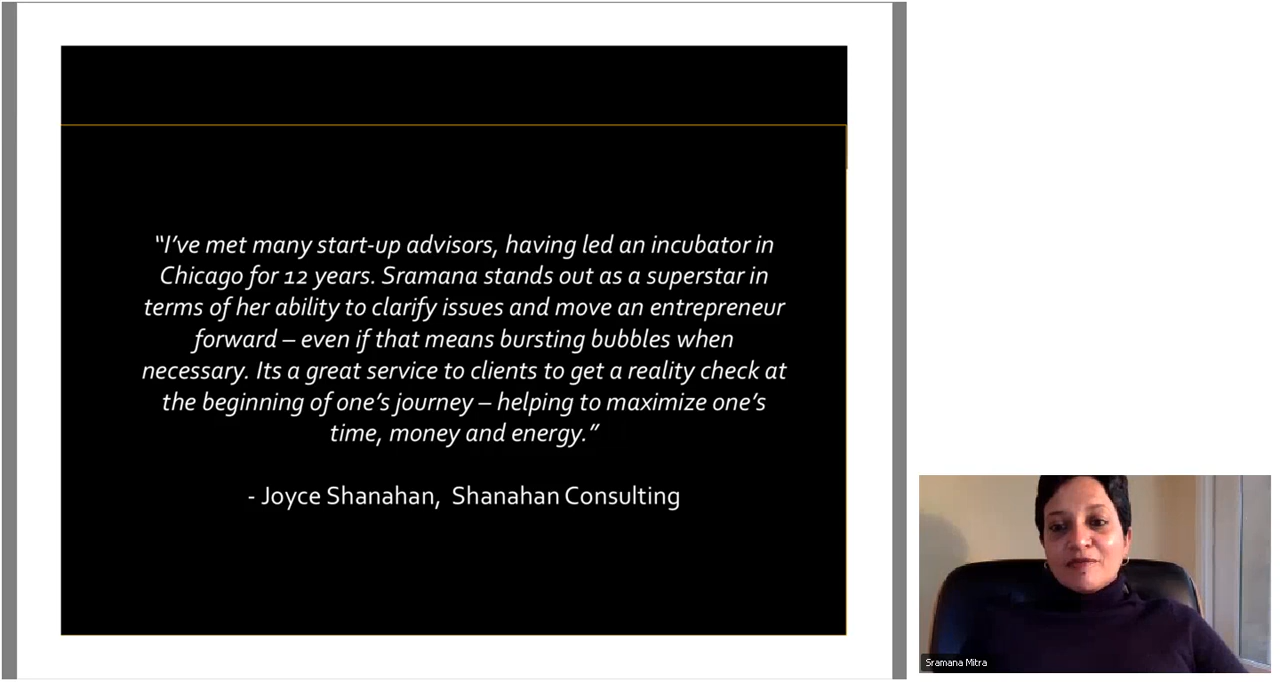 “I’ve met many start-up advisors, having led an incubator in
Chicago for 12 years. Sramana stands out as a superstar in
terms of her ability to clarify issues and move an entrepreneur
forward – even if that means bursting bubbles when
necessary. Its a great service to clients to get a reality check at
the beginning of one’s journey – helping to maximize one’s
time, money and energy.”
- Joyce Shanahan,  Shanahan Consulting
Sramana Mitra